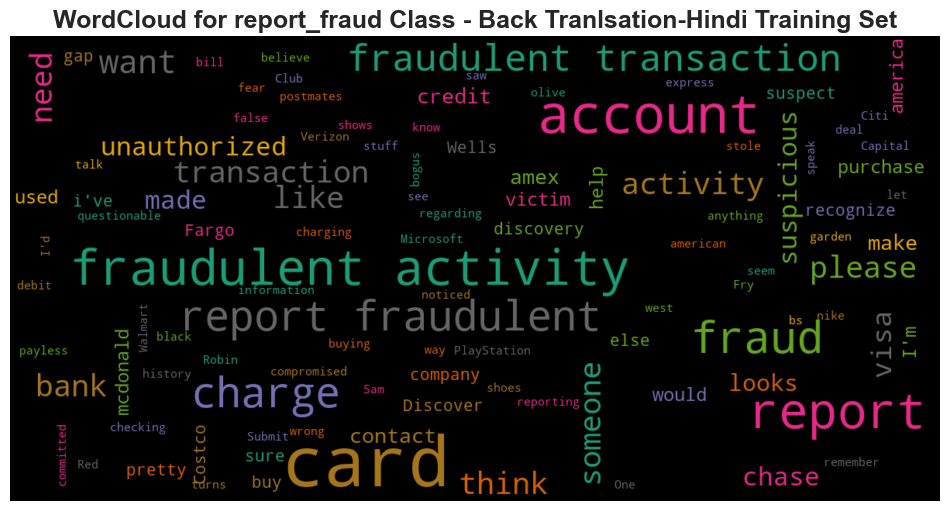 WordCloud for report_fraud Class - Back Tranlsation-Hindi Training Set
need
gap
want
bill
believe
fraudulent transaction
america
Club
saw
express
fear
postmates
credit
olive
suspect
account
false
shows
know
Citi
deal
unauthorized
Verizon
stuff
Wells
stole
suspicious
speak
Capital
talk
transaction
bogus
amex
help
activity
purchase
used
i've
made
like
see
victim
let
questionable
regarding
anything
recognize
Fargo
charging
Microsoft
discovery
american
garden
make
I'd
fraudulent activity
seem
please
debit
information
noticed
Fry
report fraudulent
west
bs
nike
Walmart
black
else
fraud
visa
I'm
payless
mcdonald
Robin
buying
way
PlayStation
history
compromised
company
someone
looks
bank
charge
Sam
shoes
would
Discover
reporting
report
checking
Submit
wrong
contact
committed
Costco
sure
card
Red
pretty
turns
buy
think
One
chase
remember